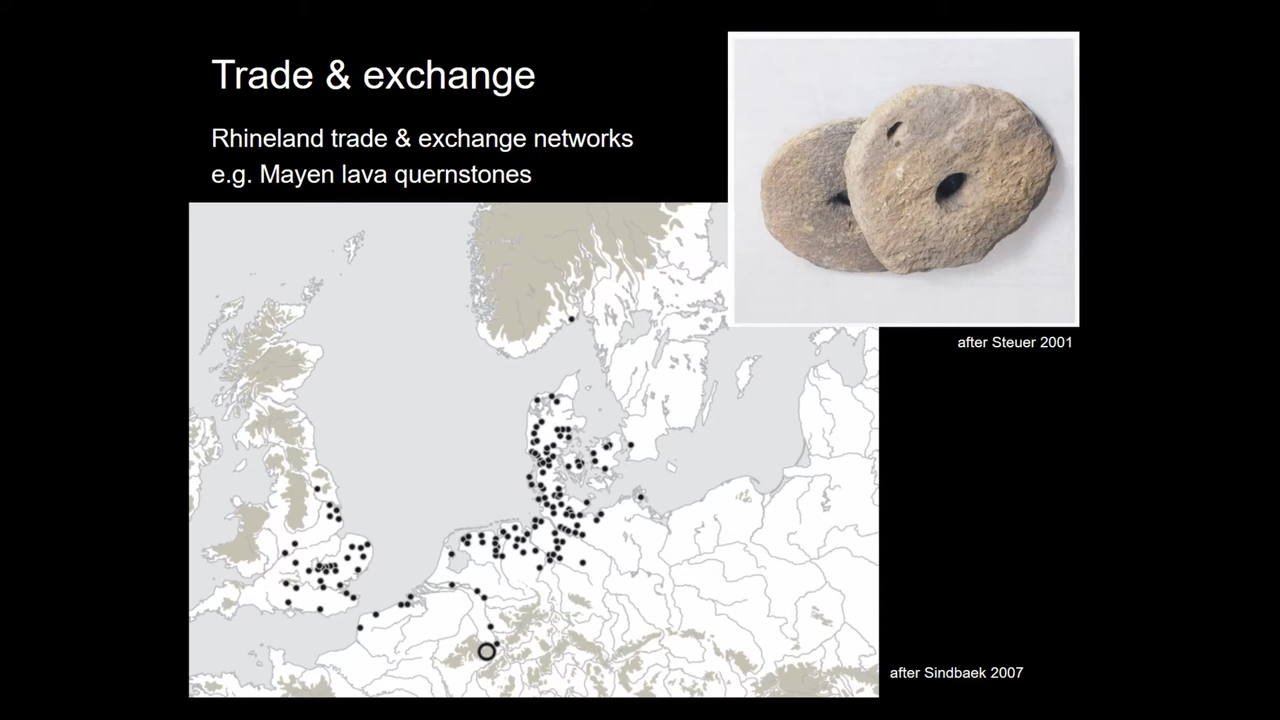 Trade & exchange
Rhineland trade & exchange networks
e.g. Mayen lava quernstones
after Steuer 2001
after Sindbaek 2007